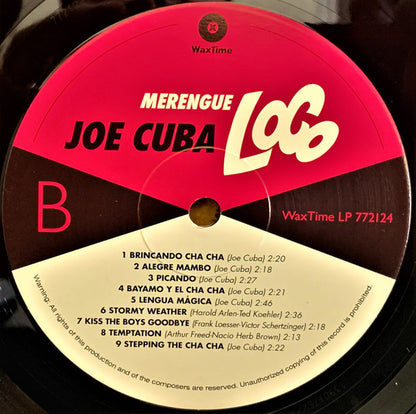 WaxTime
MERENGUE
LOCO
JOE CUBA
B
WaxTime LP 772124
1 BRINCANDO CHA CHA (Joe Cuba) 2:20
2 ALEGRE MAMBO (Joe Cuba) 2:18
3 PICANDO (Joe Cuba) 2:27
4 BAYAMO Y EL CHA CHA (Joe Cuba) 2:21
5 LENGUA MÁGICA (Joe Cuba) 2:46
6 STORMY WEATHER (Harold Arlen-Ted Koehler) 2:36
7 KISS THE BOYS GOODBYE (Frank Loesser-Victor Schertzinger) 2:18
8 TEMPTATION (Arthur Freed-Nacio Herb Brown) 2:13
9 STEPPING THE CHA CHA (Joe Cuba) 2:22
Warning: All rights of this production and of the composers are reserved. Unauthorized copying of this record is prohibited.